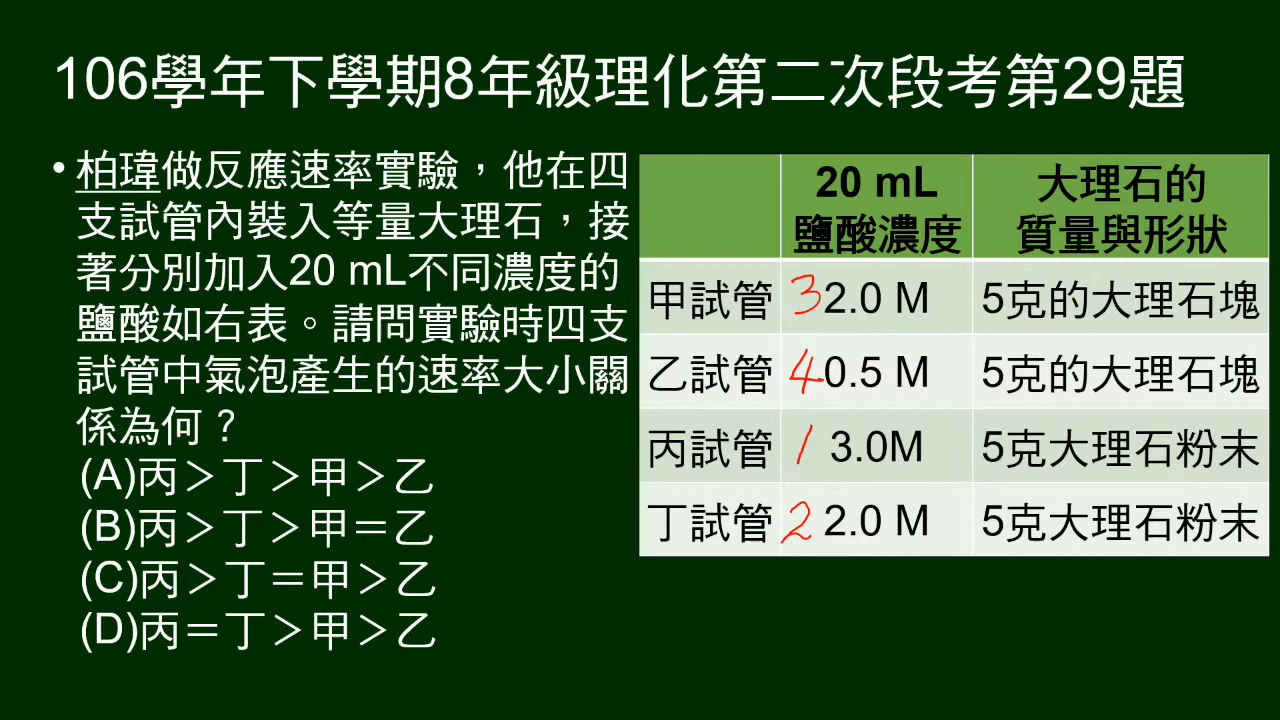 106學年下學期8年級理化第二次段考第29題
• 柏瑋做反應速率實驗，他在四
支試管內裝入等量大理石，接
著分別加入20 mL不同濃度的
鹽酸如右表。請問實驗時四支
試管中氣泡產生的速率大小關
係為何？
(A)丙＞丁＞甲＞乙
(B)丙＞丁＞甲＝乙
(C)丙＞丁＝甲＞乙
(D)丙＝丁＞甲＞乙
20 mL 大理石的
鹽酸濃度 質量與形狀
甲試管 3 2.0 M 5克的大理石塊
乙試管 4 0.5 M 5克的大理石塊
丙試管 1 3.0M 5克大理石粉末
丁試管 2 2.0 M 5克大理石粉末